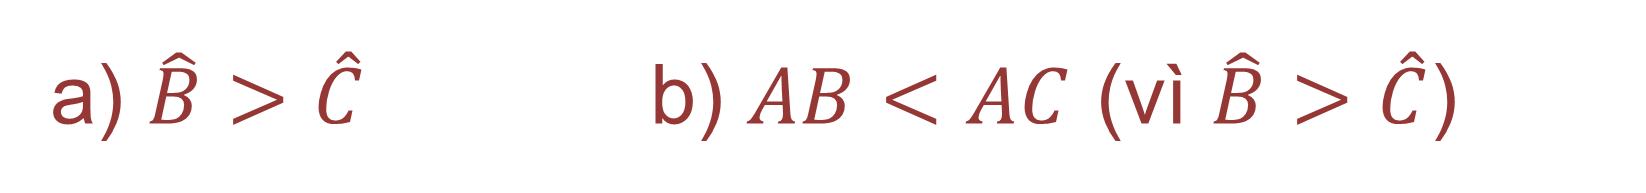 a) B̂ > Ĉ b) AB < AC (vì B̂ > Ĉ)